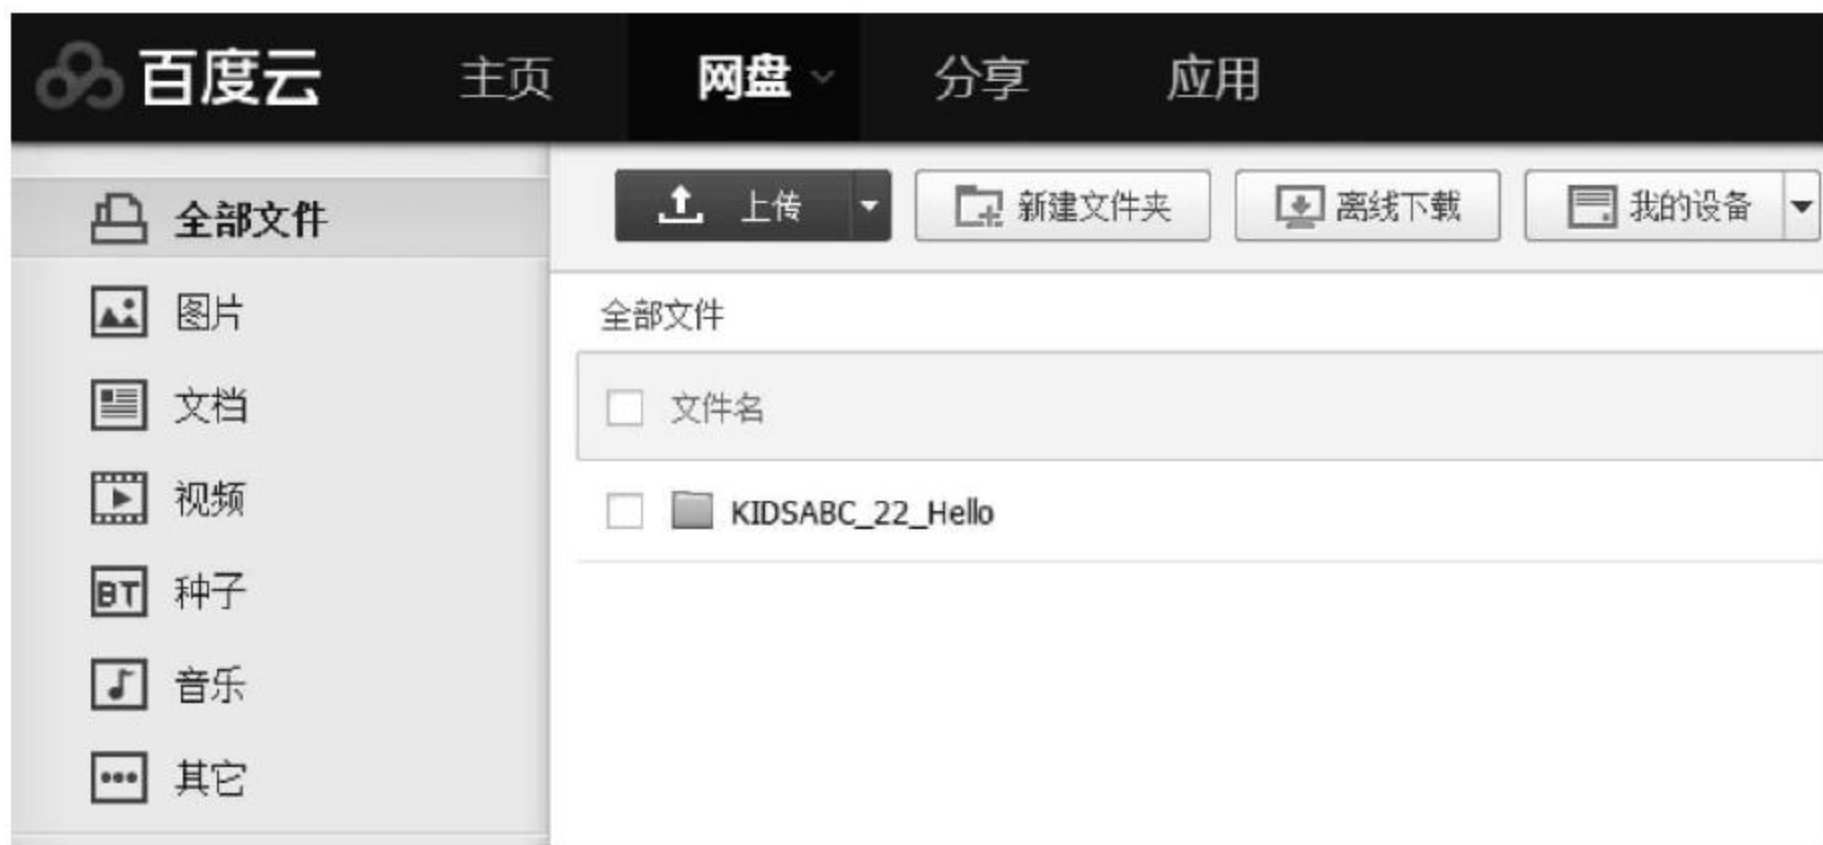 百度云 主页 网盘 分享 应用
全部文件
图片
文档
视频
BT 种子
音乐
其它
上传 新建文件夹 离线下载 我的设备
全部文件
文件名
KIDSABC_22_Hello